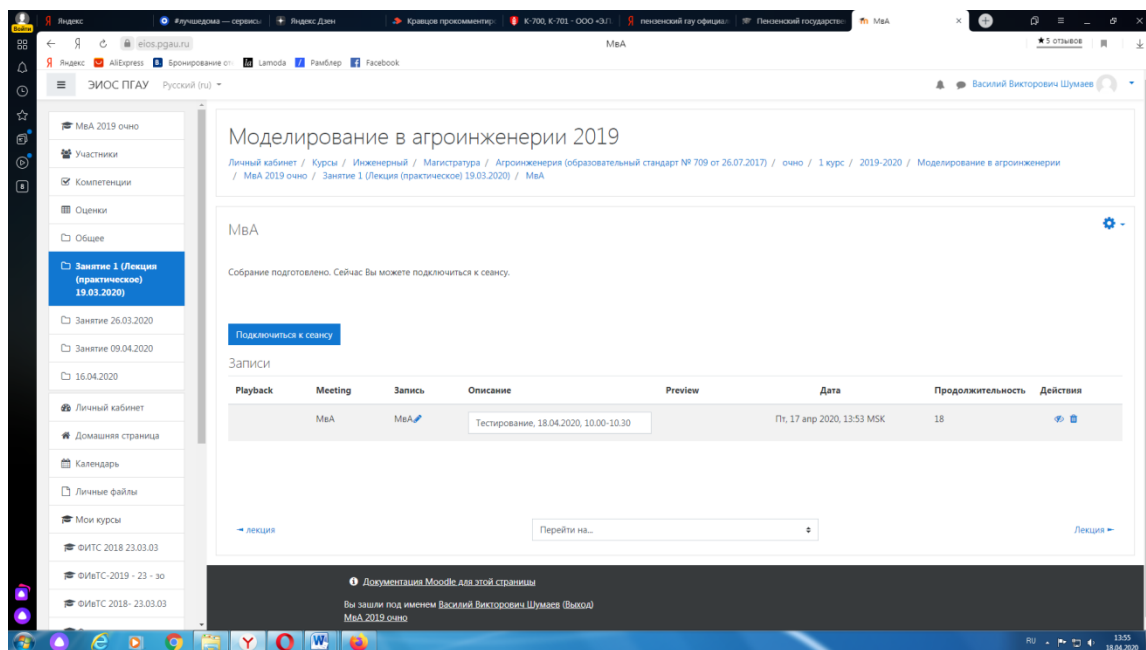 Войти
Яндекс
#лучшедома — сервисы
Яндекс.Дзен
Кравцов прокомментир
К-700, К-701 - ООО «ЭЛ
пензенский гау официал
Пензенский государстве
МвА
eios.pgau.ru
МвА
★5 отзывов
Яндекс
AliExpress
Бронирование от
Lamoda
Рамблер
Facebook
ЭИОС ПГАУ
Русский (ru)
Василий Викторович Шумаев
8
МвА 2019 очно
Участники
Компетенции
Оценки
Общее
Занятие 1 (Лекция
(практическое)
19.03.2020)
Занятие 26.03.2020
Занятие 09.04.2020
16.04.2020
Личный кабинет
Домашняя страница
Календарь
Личные файлы
Мои курсы
ФИТС 2018 23.03.03
ФИвТС-2019 - 23 - зо
ФИвТС 2018- 23.03.03
Моделирование в агроинженерии 2019
Личный кабинет / Курсы / Инженерный / Магистратура / Агроинженерия (образовательный стандарт № 709 от 26.07.2017) / очно / 1 курс / 2019-2020 / Моделирование в агроинженерии
/ МвА 2019 очно / Занятие 1 (Лекция (практическое) 19.03.2020) / МвА
МвА
Собрание подготовлено. Сейчас Вы можете подключиться к сеансу.
Подключиться к сеансу
Записи
Playback Meeting Запись Описание Preview Дата Продолжительность Действия
МвА МвА Тестирование, 18.04.2020, 10.00-10.30 Пт, 17 апр 2020, 13:53 MSK 18
◄ лекция
Перейти на...
Лекция ►
Документация Moodle для этой страницы
Вы зашли под именем Василий Викторович Шумаев (Выход)
МвА 2019 очно
RU
13:55
18.04.2020